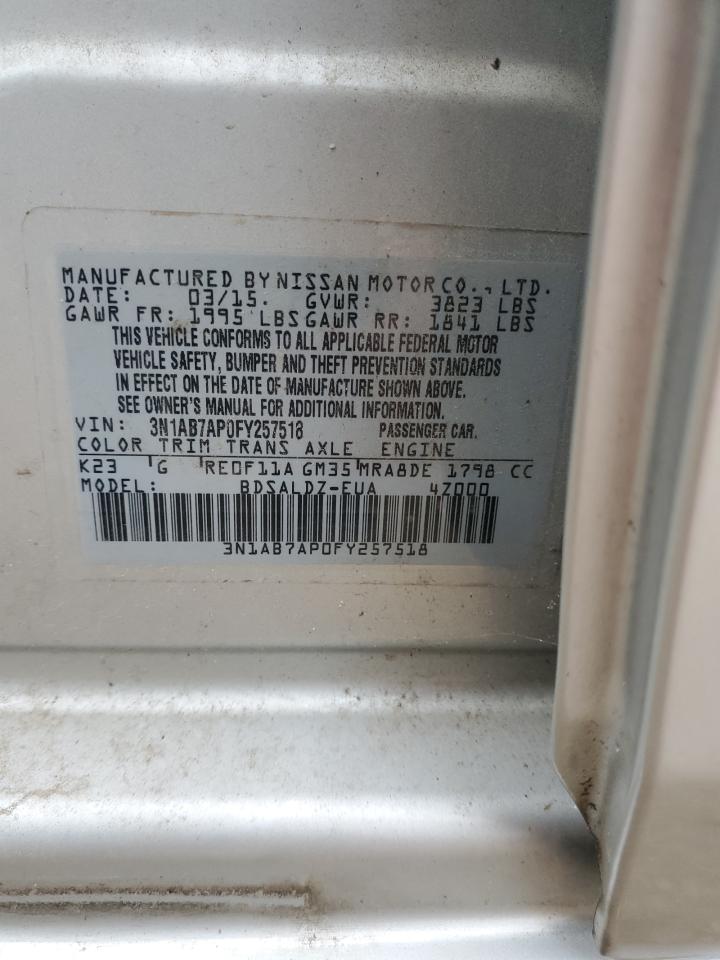 MANUFACTURED BY NISSAN MOTOR CO., LTD.
DATE: 03/15. GVWR: 3823 LBS
GAWR FR: 1995 LBS GAWR RR: 1841 LBS
THIS VEHICLE CONFORMS TO ALL APPLICABLE FEDERAL MOTOR
VEHICLE SAFETY, BUMPER AND THEFT PREVENTION STANDARDS
IN EFFECT ON THE DATE OF MANUFACTURE SHOWN ABOVE.
SEE OWNER'S MANUAL FOR ADDITIONAL INFORMATION.
VIN: 3N1AB7AP0FY257518 PASSENGER CAR.
COLOR TRIM TRANS AXLE ENGINE
K23 G RE0F11A GM35 MRA8DE 1798 CC
MODEL: BDSALDZ-EUA 4Z000
3N1AB7AP0FY257518